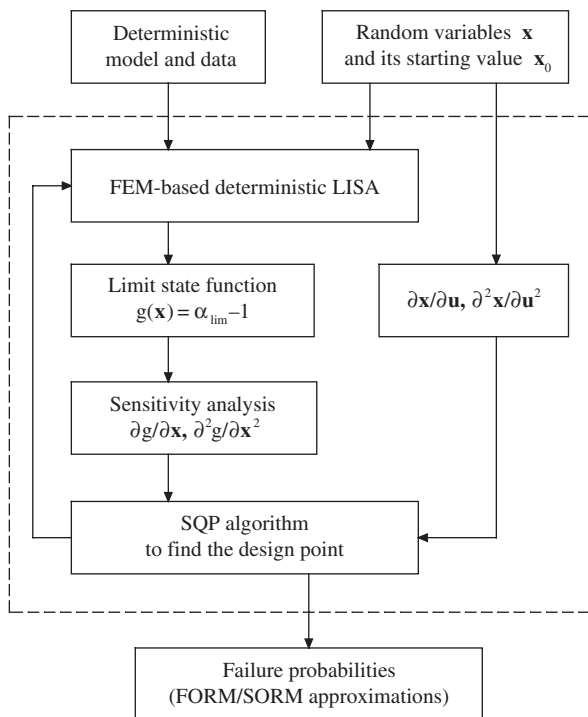 Deterministic
model and data
Random variables x
and its starting value x₀
FEM-based deterministic LISA
Limit state function
g(x) = α_lim–1
∂x/∂u, ∂²x/∂u²
Sensitivity analysis
∂g/∂x, ∂²g/∂x²
SQP algorithm
to find the design point
Failure probabilities
(FORM/SORM approximations)